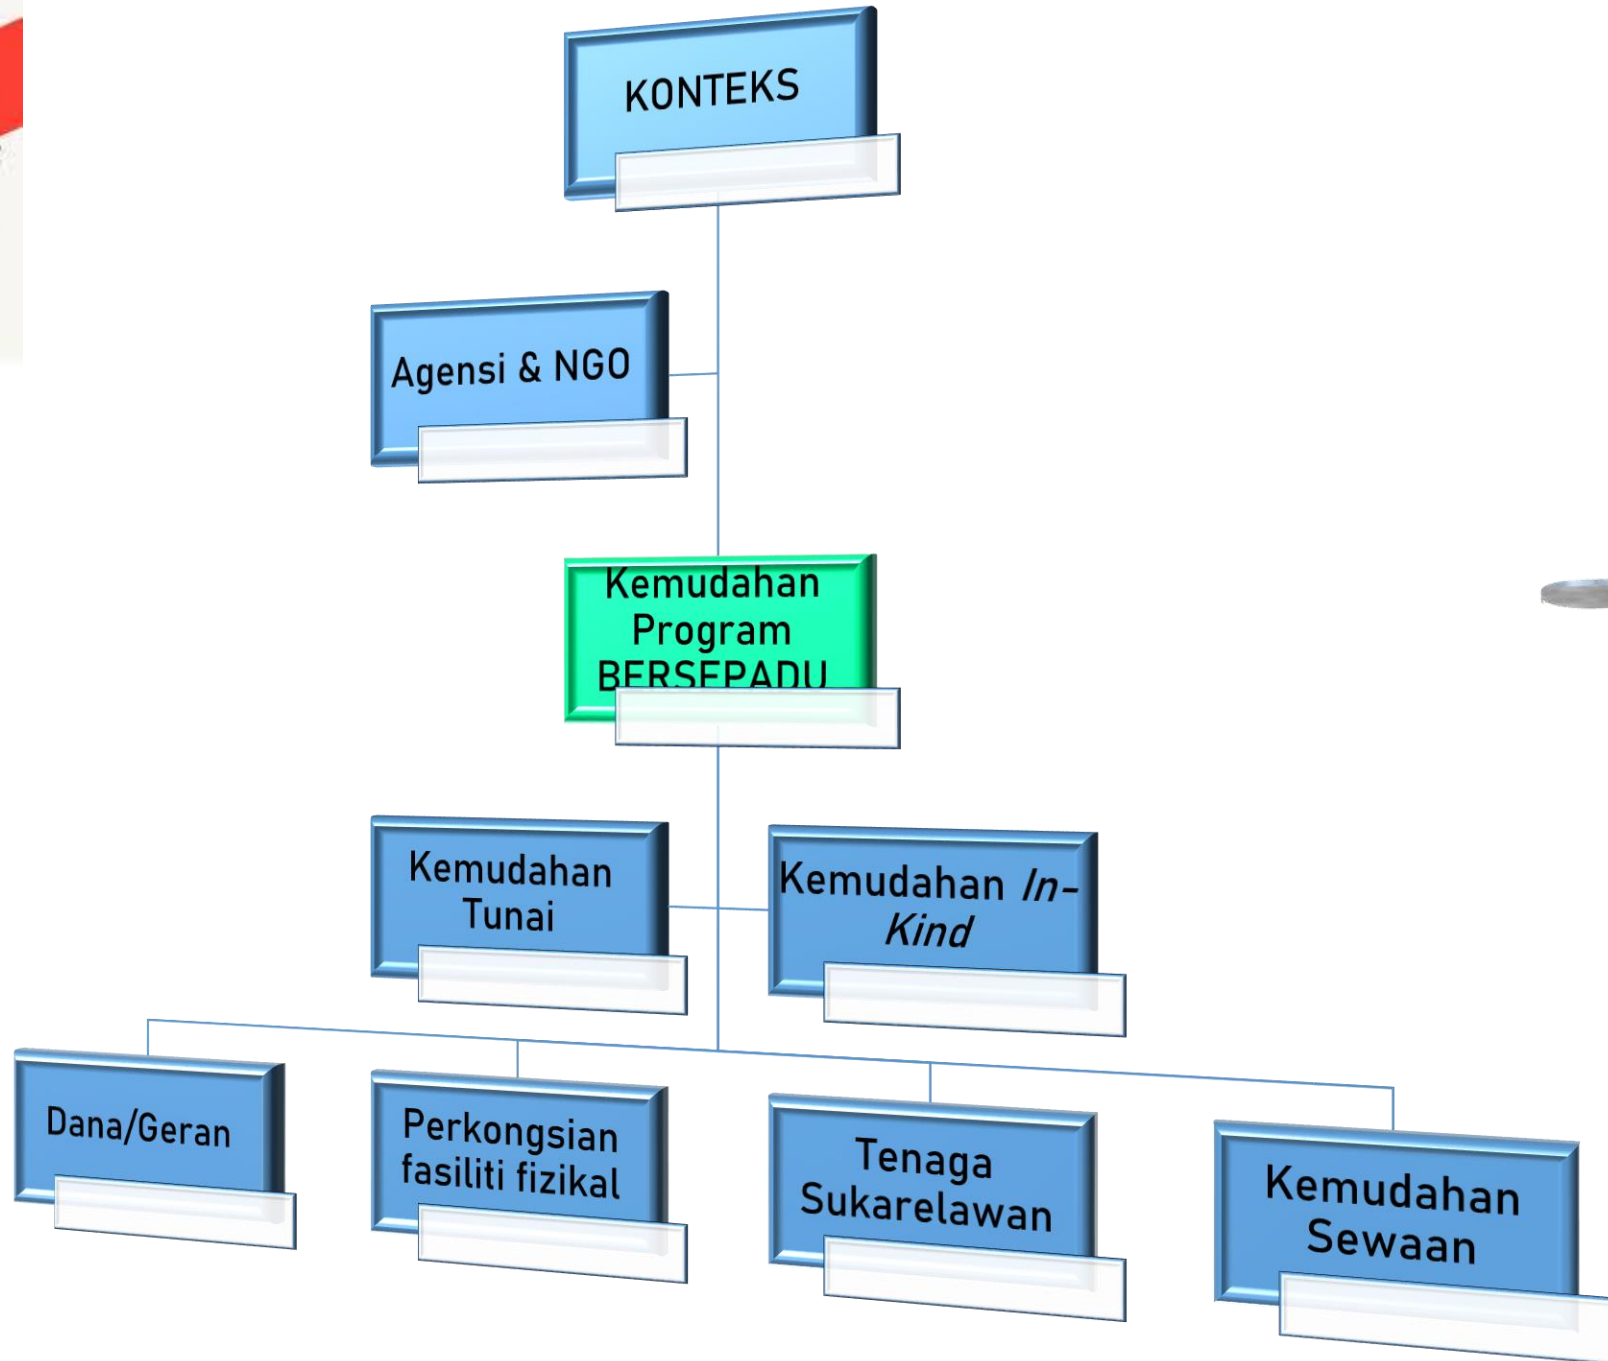 KONTEKS
Agensi & NGO
Kemudahan
Program
BERSEPADU
Kemudahan
Tunai
Kemudahan In-
Kind
Dana/Geran
Perkongsian
fasiliti fizikal
Tenaga
Sukarelawan
Kemudahan
Sewaan